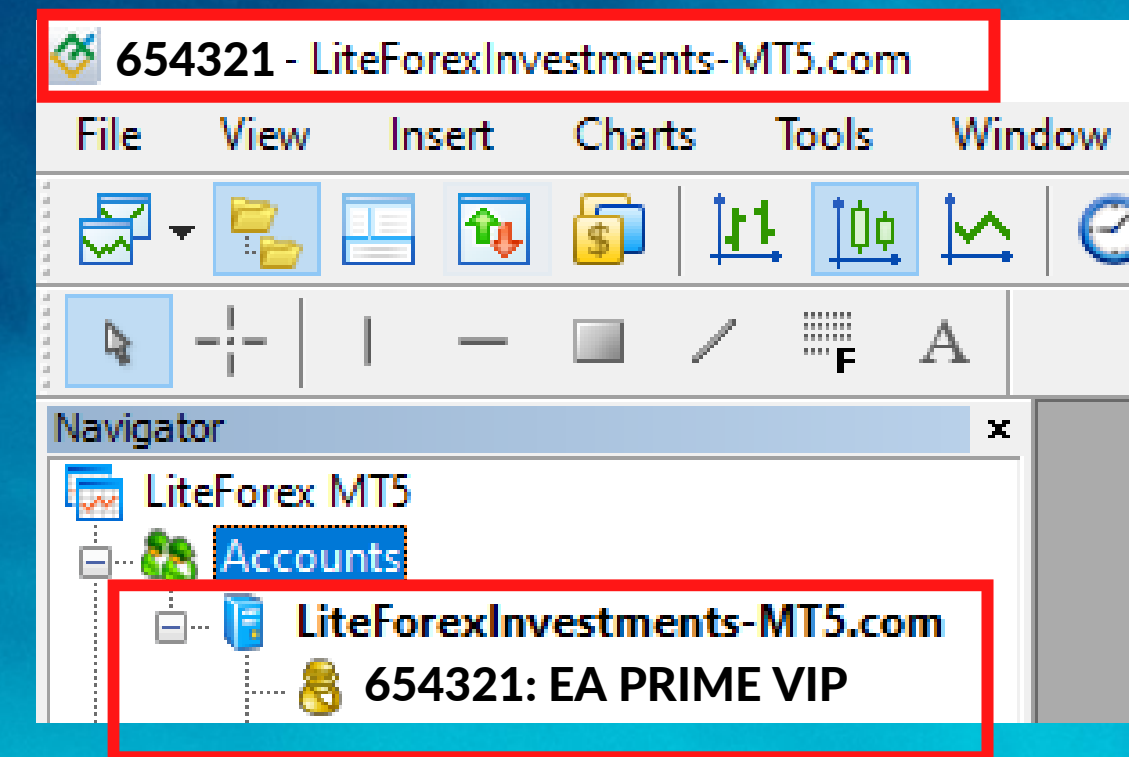 654321 - LiteForexInvestments-MT5.com
File View Insert Charts Tools Window
$
F A
Navigator x
LiteForex MT5
Accounts
LiteForexInvestments-MT5.com
654321: EA PRIME VIP